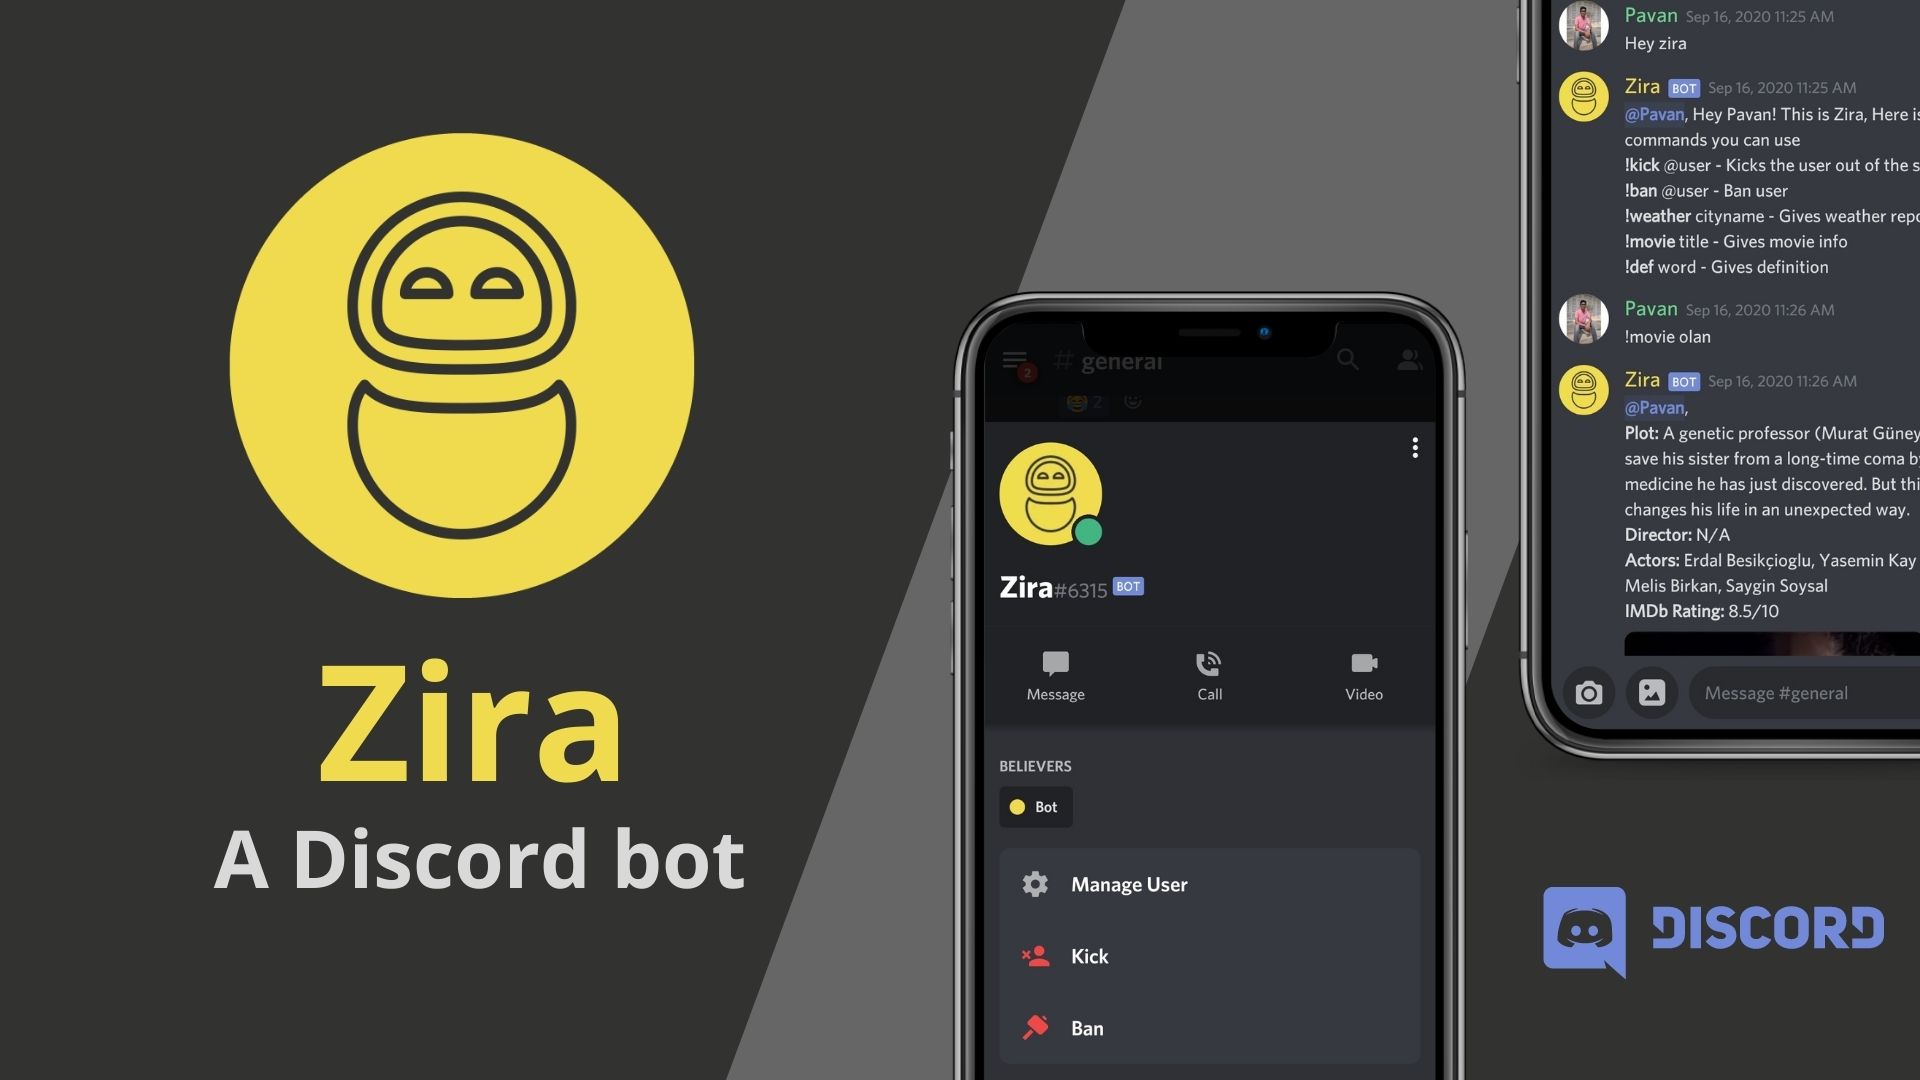 Zira
A Discord bot
general
2
2
Zira#6315 BOT
Message
Call
Video
BELIEVERS
Bot
Manage User
Kick
Ban
Pavan Sep 16, 2020 11:25 AM
Hey zira
Zira BOT Sep 16, 2020 11:25 AM
@Pavan, Hey Pavan! This is Zira, Here is
commands you can use
!kick @user - Kicks the user out of the s
!ban @user - Ban user
!weather cityname - Gives weather repo
!movie title - Gives movie info
!def word - Gives definition
Pavan Sep 16, 2020 11:26 AM
!movie olan
Zira BOT Sep 16, 2020 11:26 AM
@Pavan,
Plot: A genetic professor (Murat Güney
save his sister from a long-time coma by
medicine he has just discovered. But thi
changes his life in an unexpected way.
Director: N/A
Actors: Erdal Besikçioglu, Yasemin Kay
Melis Birkan, Saygin Soysal
IMDb Rating: 8.5/10
Message #general
DISCORD